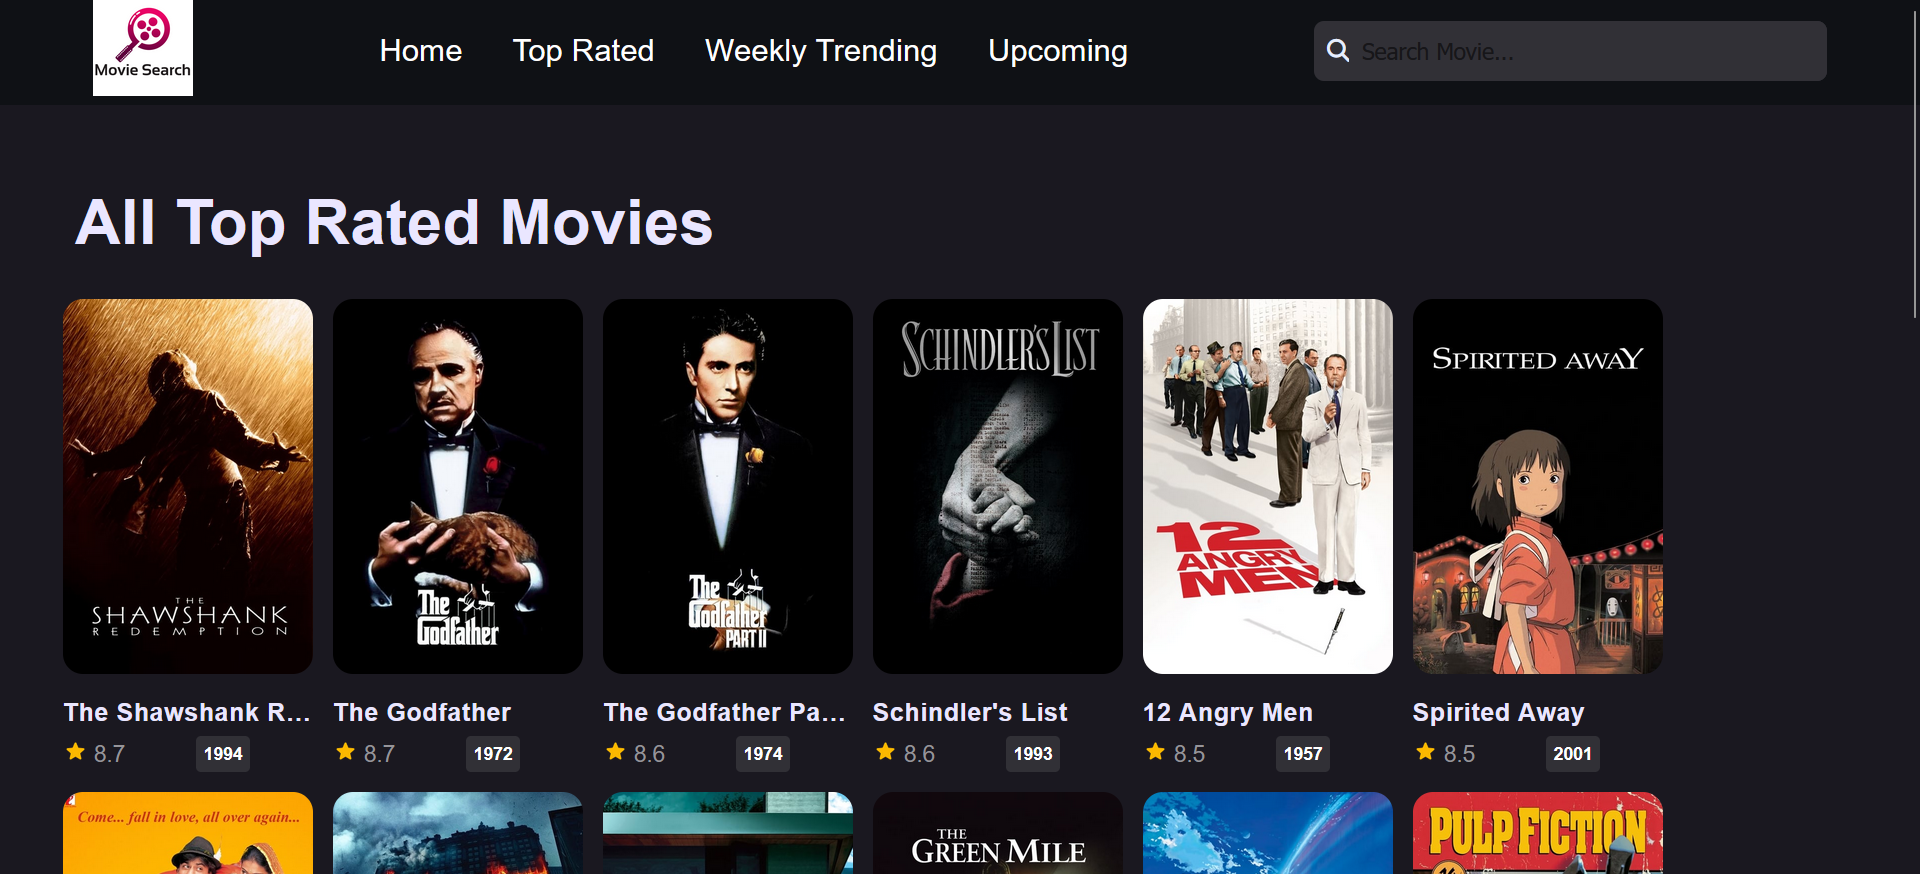 Movie Search
Home
Top Rated
Weekly Trending
Upcoming
Search Movie...
All Top Rated Movies
THE
SHAWSHANK
REDEMPTION
The
Godfather
The
Godfather
PART II
SCHINDLER'S LIST
12
ANGRY
MEN
SPIRITED AWAY
The Shawshank R...
The Godfather
The Godfather Pa...
Schindler's List
12 Angry Men
Spirited Away
8.7
1994
8.7
1972
8.6
1974
8.6
1993
8.5
1957
8.5
2001
Come... fall in love, all over again...
THE
GREEN MILE
PULP FICTION